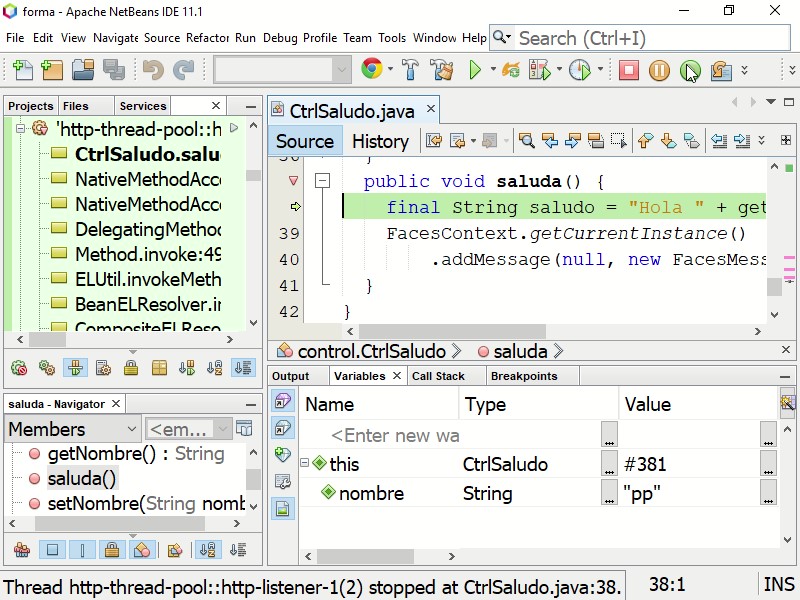 forma - Apache NetBeans IDE 11.1
File Edit View Navigate Source Refactor Run Debug Profile Team Tools Window Help
Search (Ctrl+I)
Projects Files Services
'http-thread-pool::h
CtrlSaludo.salu
NativeMethodAcce
NativeMethodAcce
DelegatingMethod
Method.invoke:49
ELUtil.invokeMeth
BeanELResolver.in
CompositeELReso
CtrlSaludo.java
Source History
}
public void saluda() {
final String saludo = "Hola " + get
39 FacesContext.getCurrentInstance()
40 .addMessage(null, new FacesMess
41 }
42 }
control.CtrlSaludo saluda
saluda - Navigator
Members <em...
getNombre() : String
saluda()
setNombre(String nomb
Output Variables Call Stack Breakpoints
Name Type Value
<Enter new wa ... ...
this CtrlSaludo ... #381 ...
nombre String ... "pp" ...
Thread http-thread-pool::http-listener-1(2) stopped at CtrlSaludo.java:38. 38:1 INS